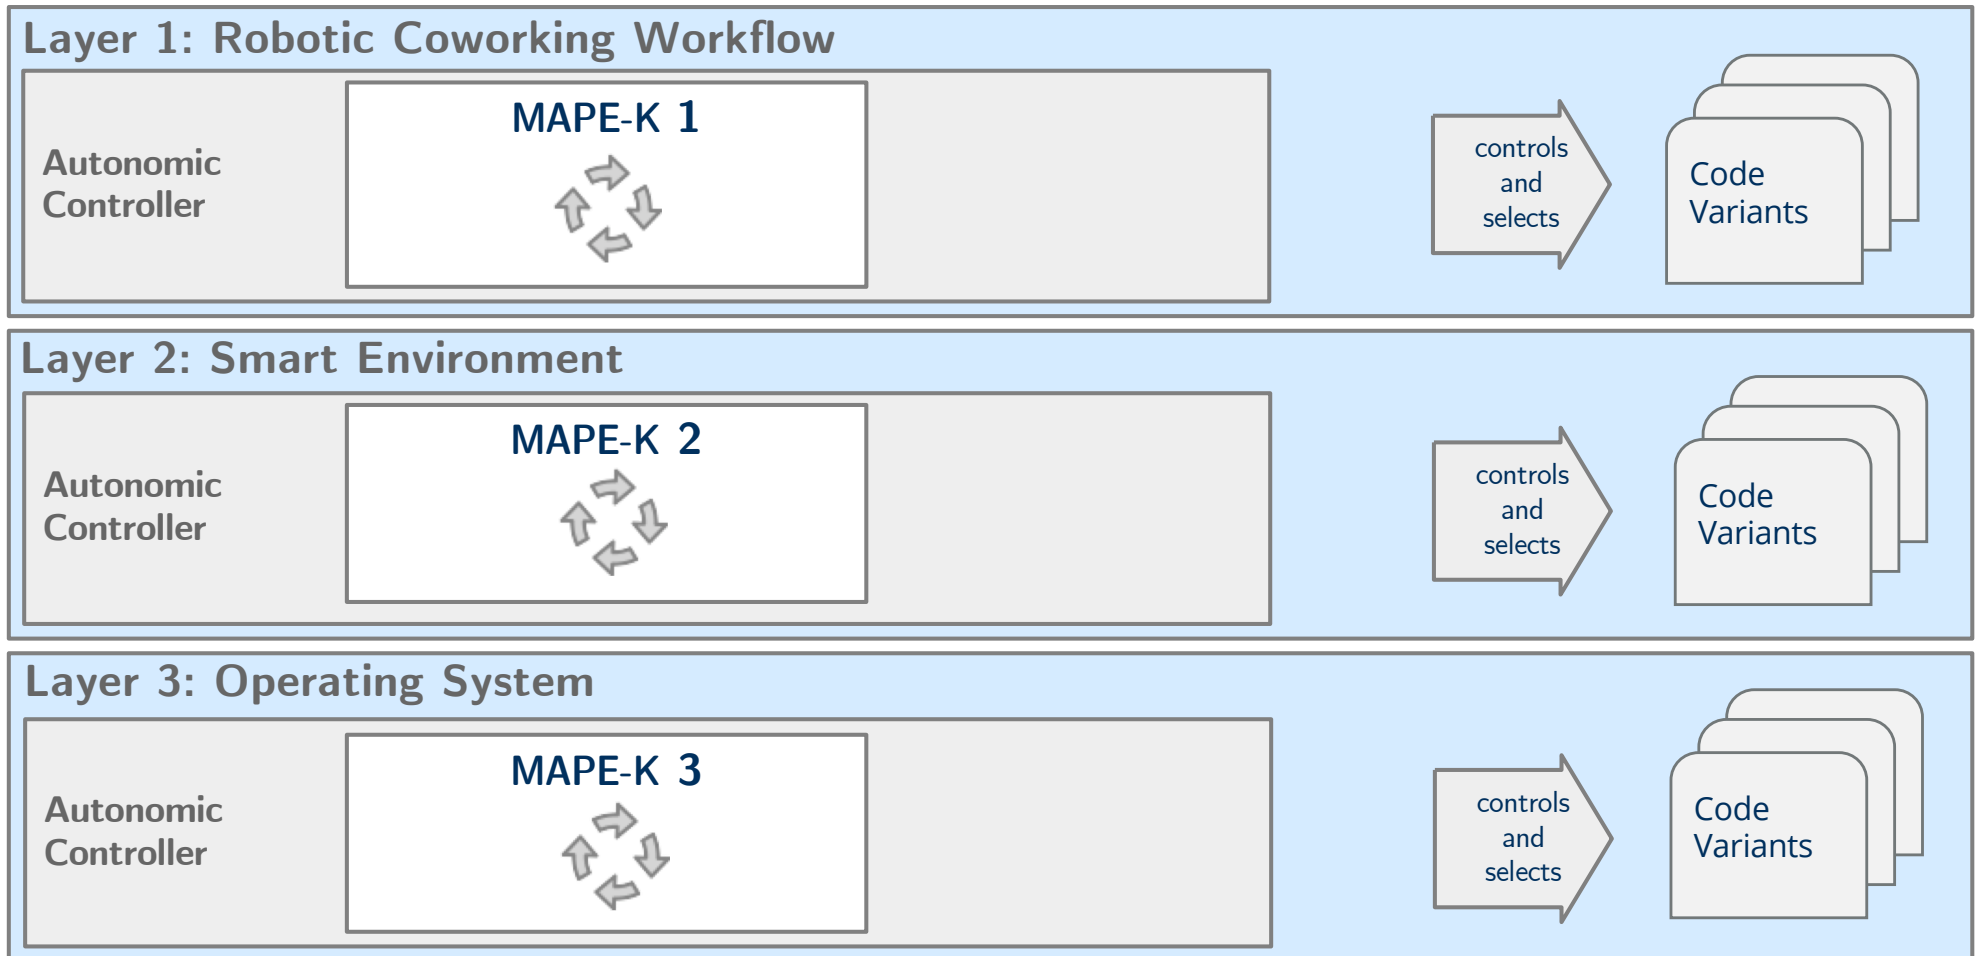 Layer 1: Robotic Coworking Workflow
MAPE-K 1
Autonomic
Controller
controls
and
selects
Code
Variants
Layer 2: Smart Environment
MAPE-K 2
Autonomic
Controller
controls
and
selects
Code
Variants
Layer 3: Operating System
MAPE-K 3
Autonomic
Controller
controls
and
selects
Code
Variants